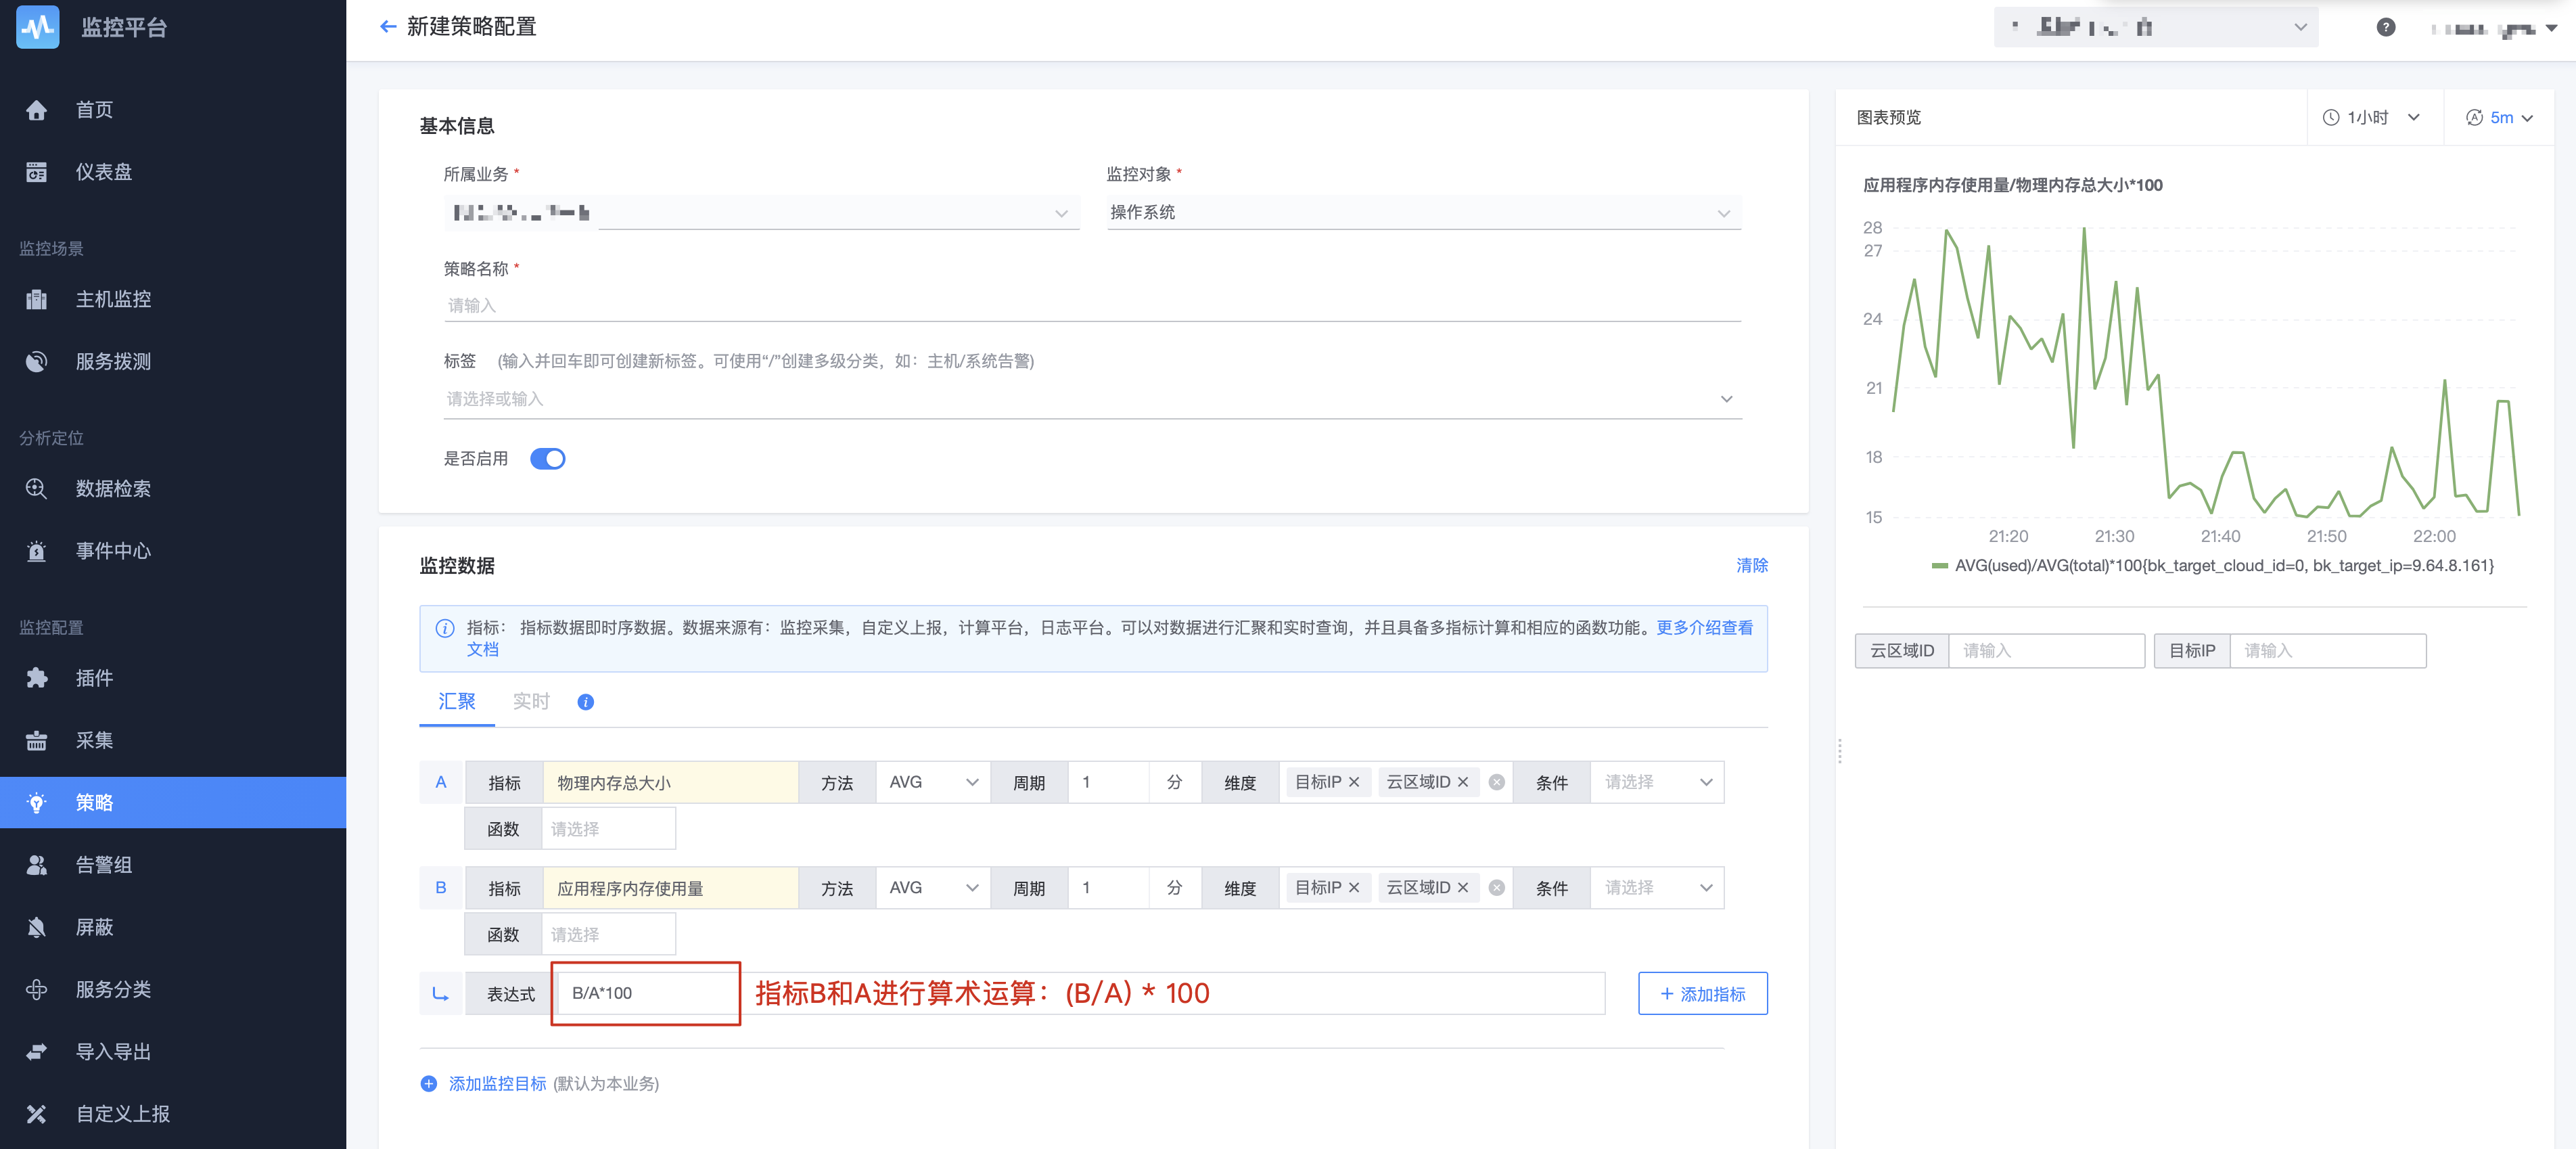 监控平台
首页
仪表盘
监控场景
主机监控
服务拨测
分析定位
数据检索
事件中心
监控配置
插件
采集
策略
告警组
屏蔽
服务分类
导入导出
自定义上报
新建策略配置
基本信息
所属业务 *
监控对象 *
操作系统
策略名称 *
请输入
标签 (输入并回车即可创建新标签。可使用“/”创建多级分类，如：主机/系统告警)
请选择或输入
是否启用
监控数据 清除
指标： 指标数据即时序数据。数据来源有：监控采集，自定义上报，计算平台，日志平台。可以对数据进行汇聚和实时查询，并且具备多指标计算和相应的函数功能。更多介绍查看
文档
汇聚 实时
A 指标 物理内存总大小 方法 AVG 周期 1 分 维度 目标IP 云区域ID 条件 请选择
函数 请选择
B 指标 应用程序内存使用量 方法 AVG 周期 1 分 维度 目标IP 云区域ID 条件 请选择
函数 请选择
表达式 B/A*100 指标B和A进行算术运算：(B/A) * 100 + 添加指标
添加监控目标 (默认为本业务)
图表预览 1小时 5m
应用程序内存使用量/物理内存总大小*100
28
27
24
21
18
15
21:20 21:30 21:40 21:50 22:00
AVG(used)/AVG(total)*100{bk_target_cloud_id=0, bk_target_ip=9.64.8.161}
云区域ID 请输入 目标IP 请输入